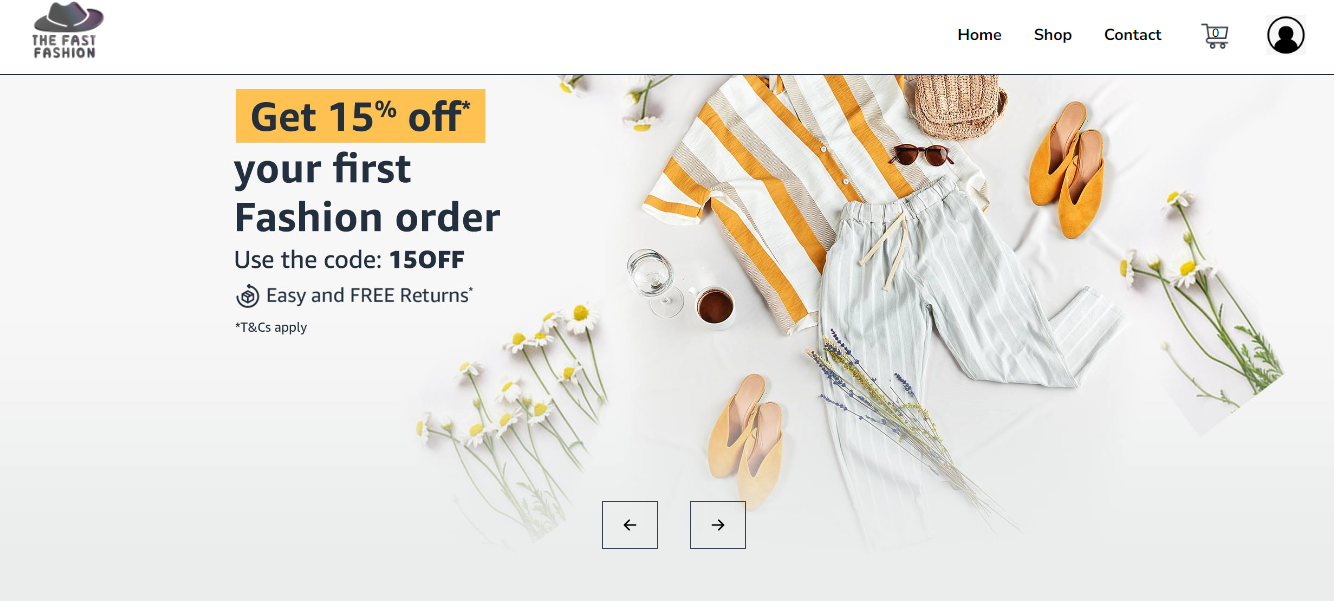 THE FAST
FASHION
Home
Shop
Contact
0
Get 15% off*
your first
Fashion order
Use the code: 15OFF
Easy and FREE Returns*
*T&Cs apply